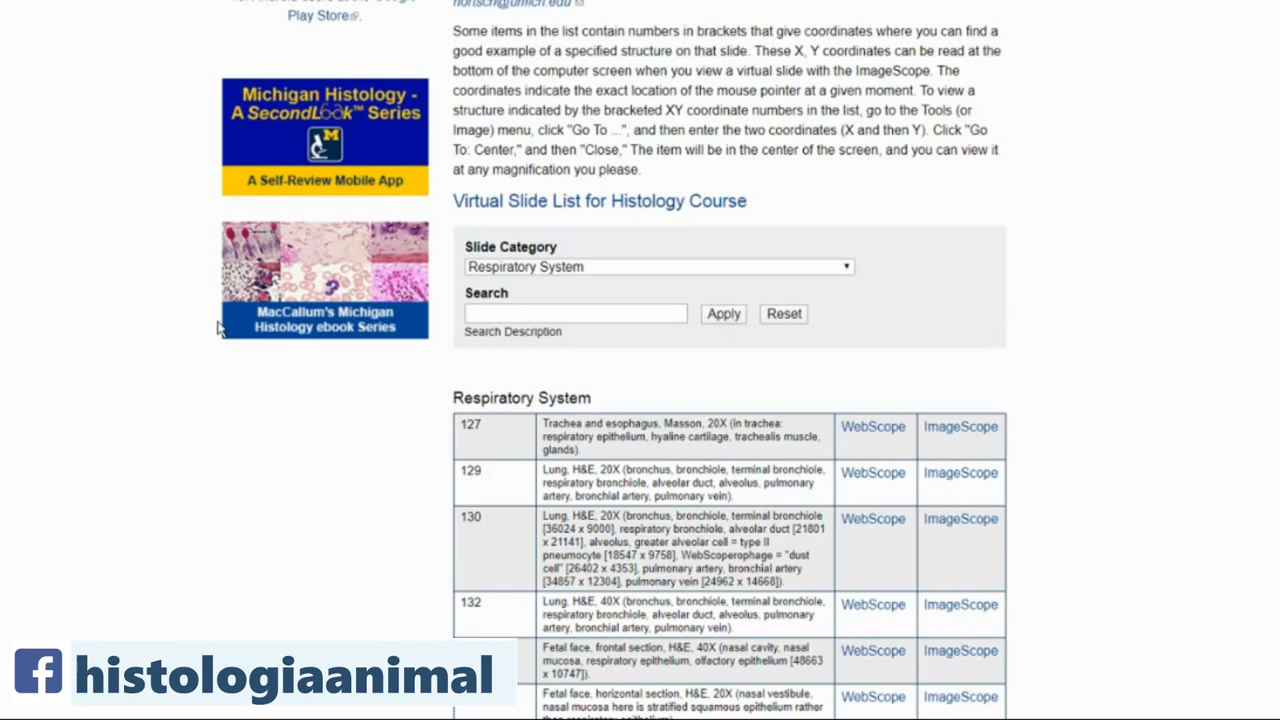 Play Store
Michigan Histology -
A SecondLook™ Series
M
A Self-Review Mobile App
MacCallum's Michigan
Histology ebook Series
nortsch@umich.edu
Some items in the list contain numbers in brackets that give coordinates where you can find a
good example of a specified structure on that slide. These X, Y coordinates can be read at the
bottom of the computer screen when you view a virtual slide with the ImageScope. The
coordinates indicate the exact location of the mouse pointer at a given moment. To view a
structure indicated by the bracketed XY coordinate numbers in the list, go to the Tools (or
Image) menu, click "Go To ...", and then enter the two coordinates (X and then Y). Click "Go
To: Center," and then "Close," The item will be in the center of the screen, and you can view it
at any magnification you please.
Virtual Slide List for Histology Course
Slide Category
Respiratory System
Search
Apply Reset
Search Description
Respiratory System
127 Trachea and esophagus, Masson, 20X (in trachea: WebScope ImageScope
respiratory epithelium, hyaline cartilage, trachealis muscle,
glands).
129 Lung, H&E, 20X (bronchus, bronchiole, terminal bronchiole, WebScope ImageScope
respiratory bronchiole, alveolar duct, alveolus, pulmonary
artery, bronchial artery, pulmonary vein).
130 Lung, H&E, 20X (bronchus, bronchiole, terminal bronchiole WebScope ImageScope
[36024 x 9000], respiratory bronchiole, alveolar duct [21801
x 21141], alveolus, greater alveolar cell = type II
pneumocyte [18547 x 9758], WebScoperophage = "dust
cell" [26402 x 4353], pulmonary artery, bronchial artery
[34857 x 12304], pulmonary vein [24962 x 14668]).
132 Lung, H&E, 40X (bronchus, bronchiole, terminal bronchiole, WebScope ImageScope
respiratory bronchiole, alveolar duct, alveolus, pulmonary
artery, bronchial artery, pulmonary vein).
Fetal face, frontal section, H&E, 40X (nasal cavity, nasal WebScope ImageScope
mucosa, respiratory epithelium, olfactory epithelium [48663
x 10747]).
Fetal face, horizontal section, H&E, 20X (nasal vestibule, WebScope ImageScope
nasal mucosa here is stratified squamous epithelium rather
f histologiaanimal